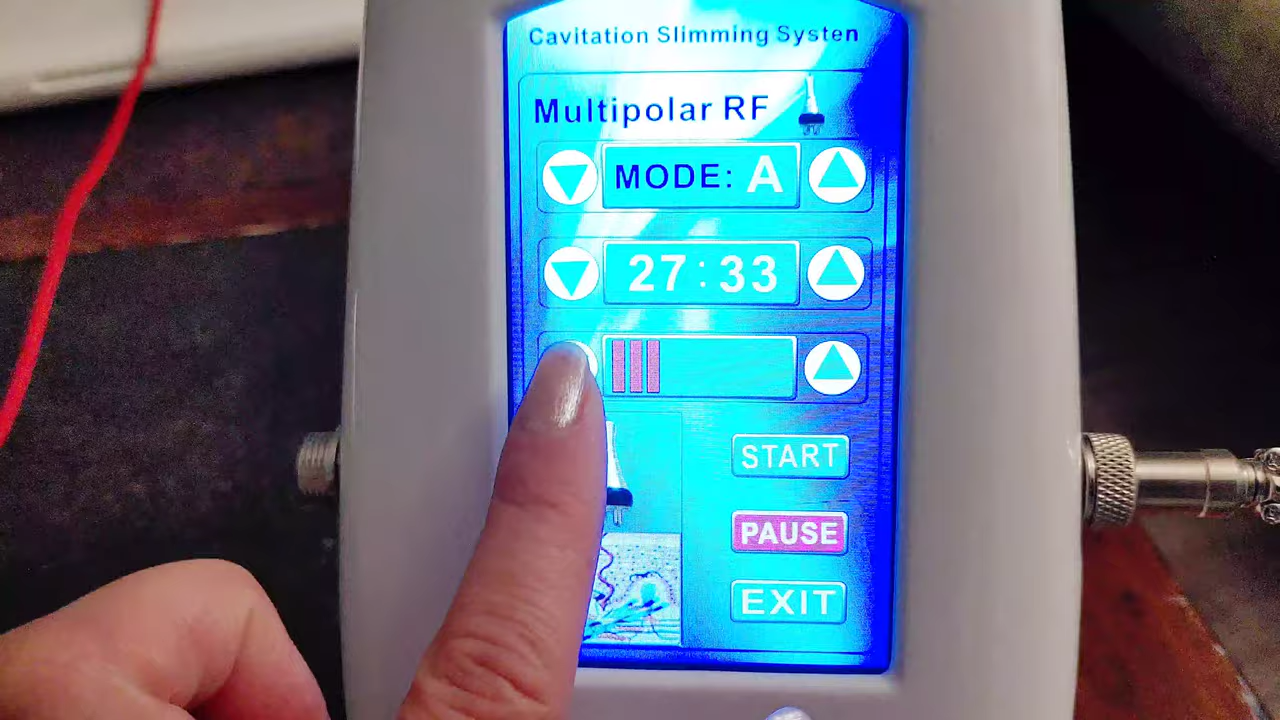 Cavitation Slimming Systen
Multipolar RF
MODE: A
27:33
START
PAUSE
EXIT